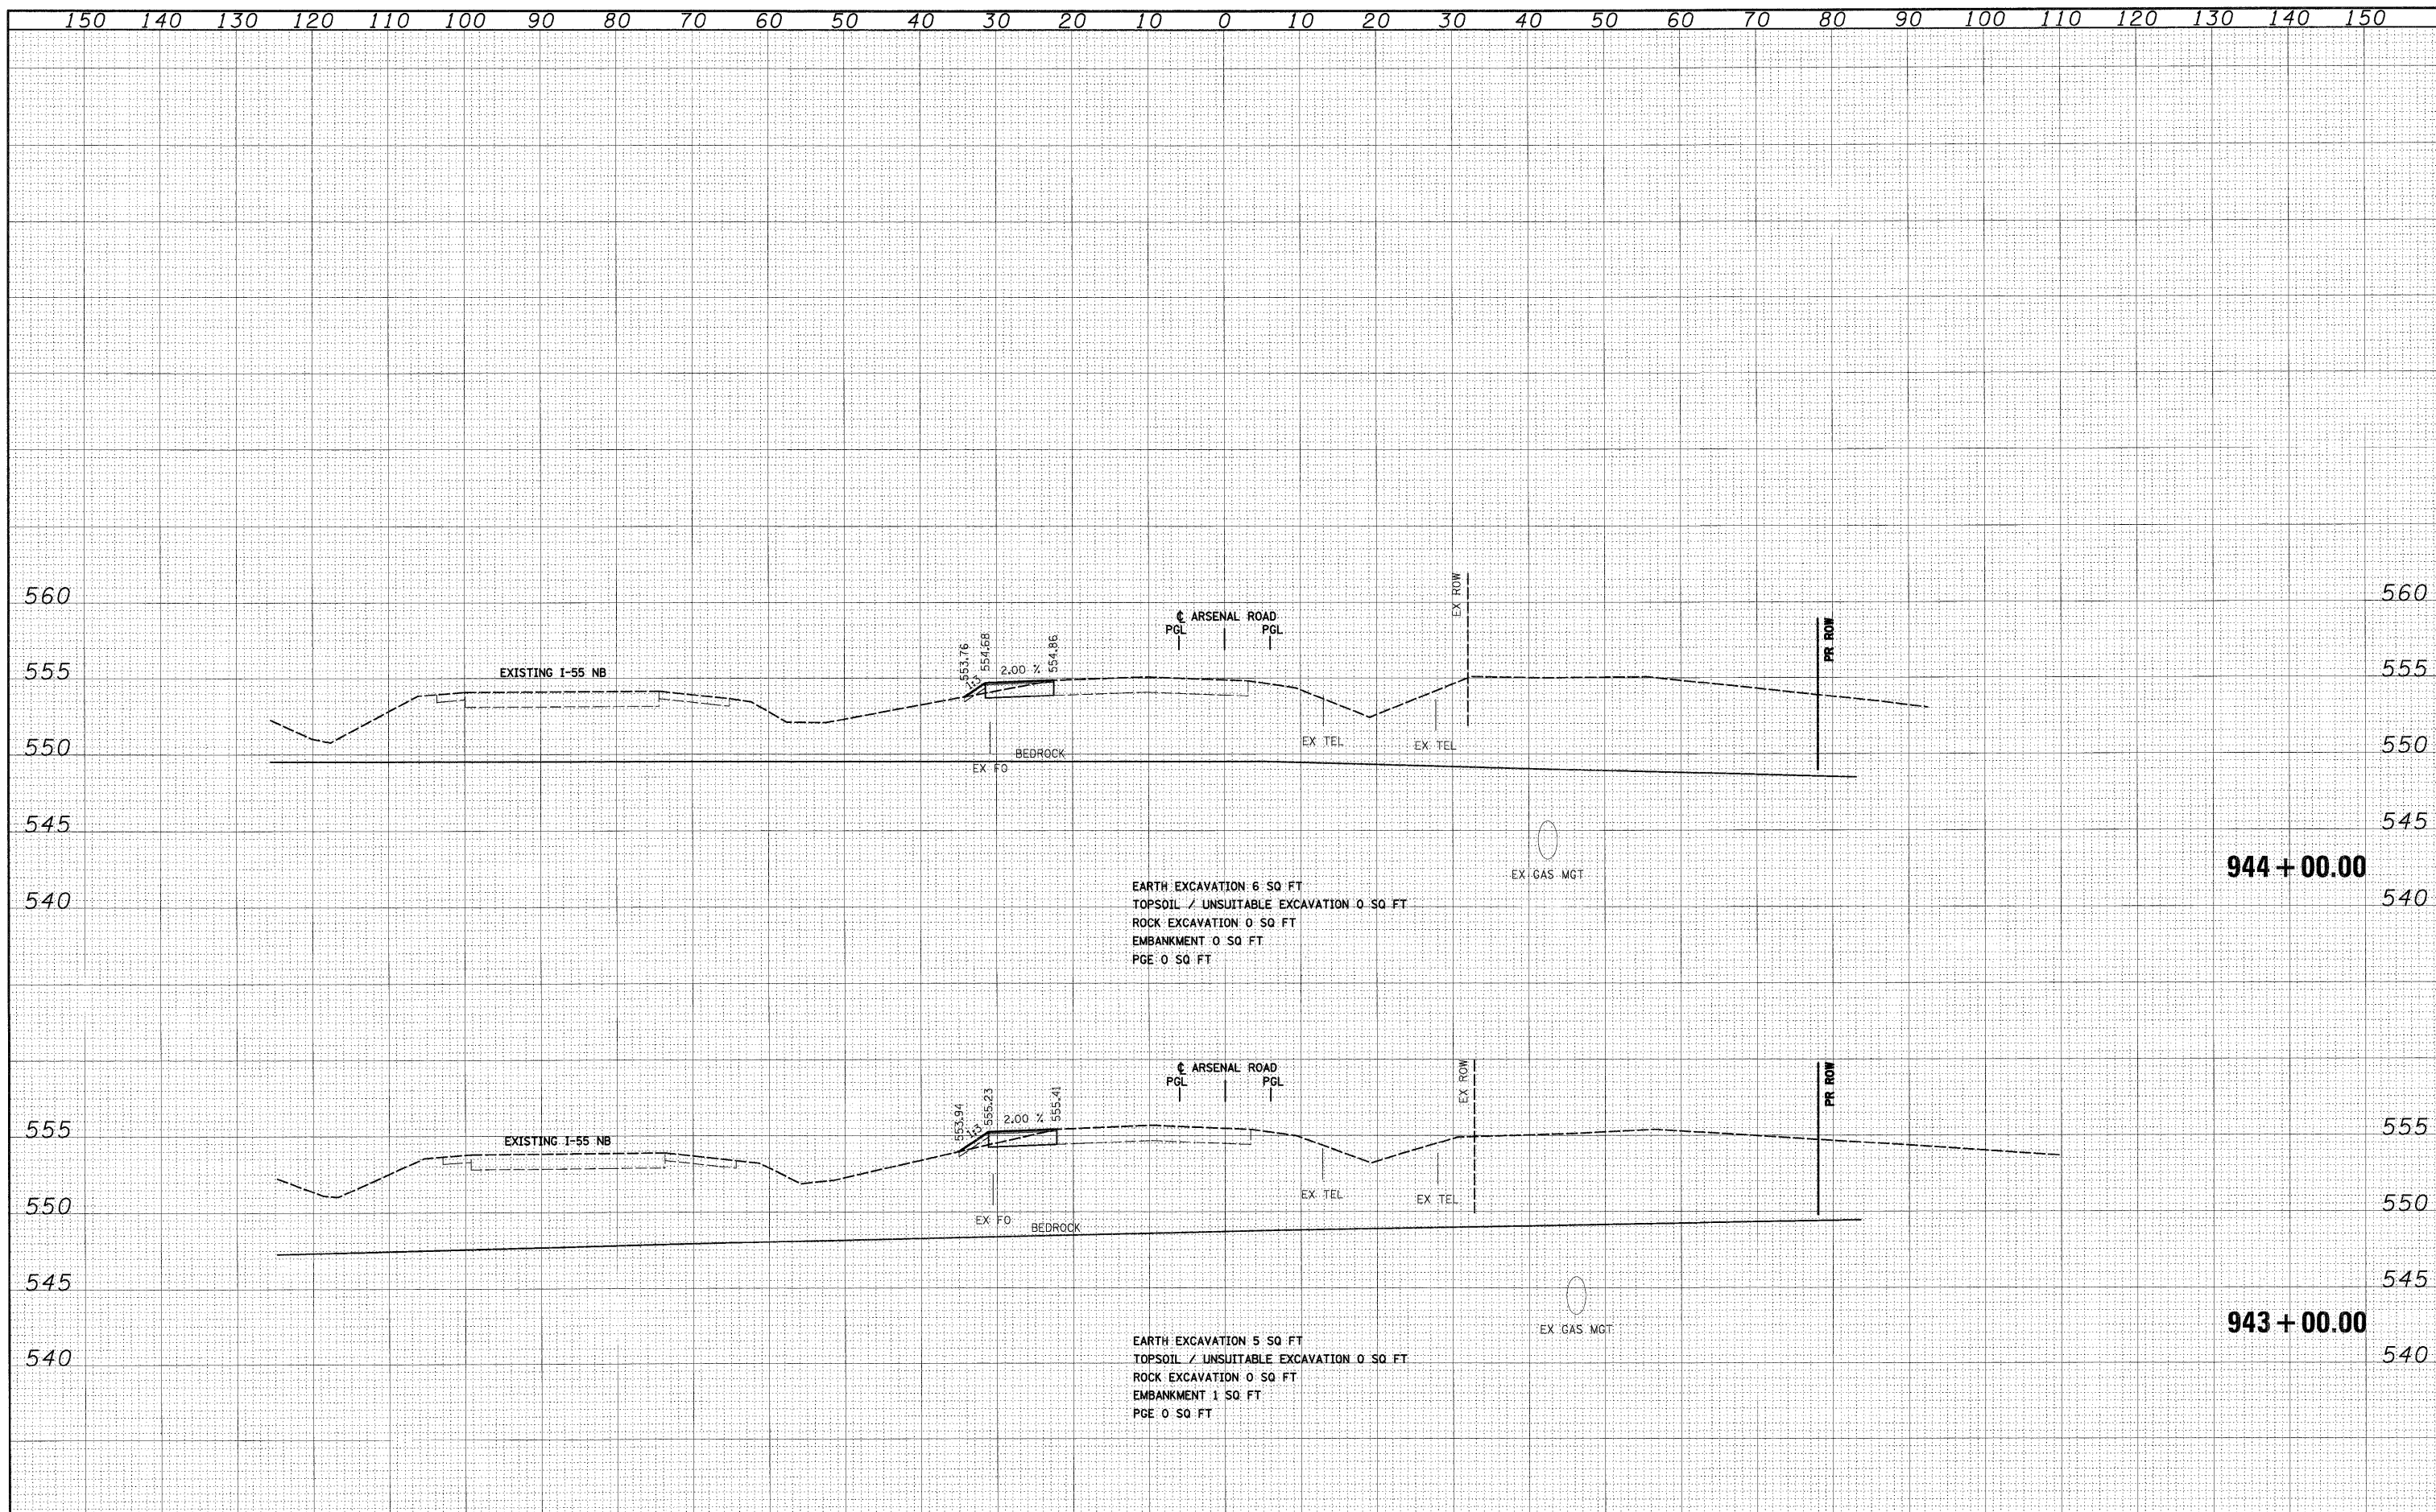 150 140 130 120 110 100 90 80 70 60 50 40 30 20 10 0 10 20 30 40 50 60 70 80 90 100 110 120 130 140 150
560 560
EX ROW
℄ ARSENAL ROAD
PGL PGL
PR ROW
553.76 554.68 2.00 % 554.86
1:3
555 EXISTING I-55 NB 555
550 BEDROCK EX TEL EX TEL 550
EX FO
545 545
EX GAS MGT
944+00.00
EARTH EXCAVATION 6 SQ FT
540 540
TOPSOIL / UNSUITABLE EXCAVATION 0 SQ FT
ROCK EXCAVATION 0 SQ FT
EMBANKMENT 0 SQ FT
PGE 0 SQ FT
EX ROW
℄ ARSENAL ROAD
PGL PGL
PR ROW
553.94 555.23 2.00 % 555.41
1:3
555 EXISTING I-55 NB 555
EX TEL EX TEL
550 550
EX FO BEDROCK
545 545
EX GAS MGT
943+00.00
EARTH EXCAVATION 5 SQ FT
540 540
TOPSOIL / UNSUITABLE EXCAVATION 0 SQ FT
ROCK EXCAVATION 0 SQ FT
EMBANKMENT 1 SQ FT
PGE 0 SQ FT